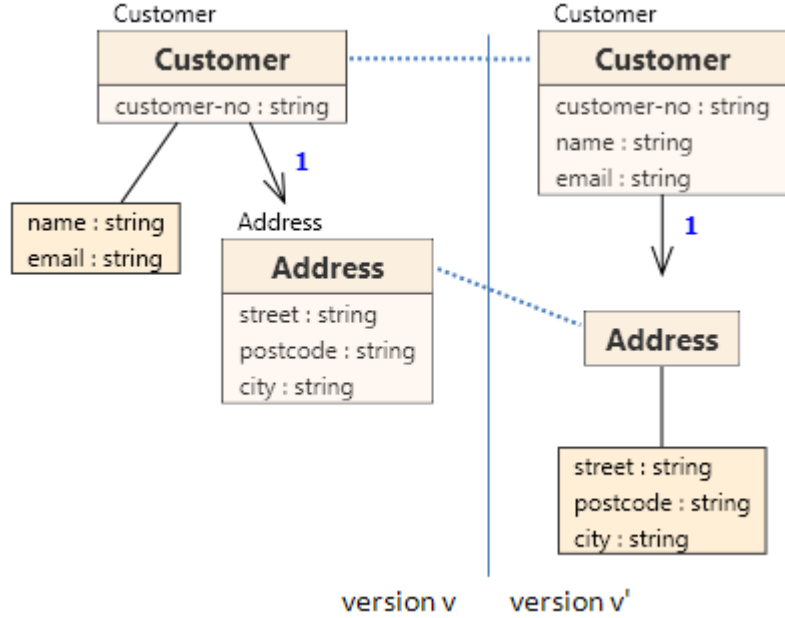 Customer
Customer
customer-no : string
1
name : string
email : string
Address
Address
street : string
postcode : string
city : string
version v
Customer
Customer
customer-no : string
name : string
email : string
1
Address
street : string
postcode : string
city : string
version v'